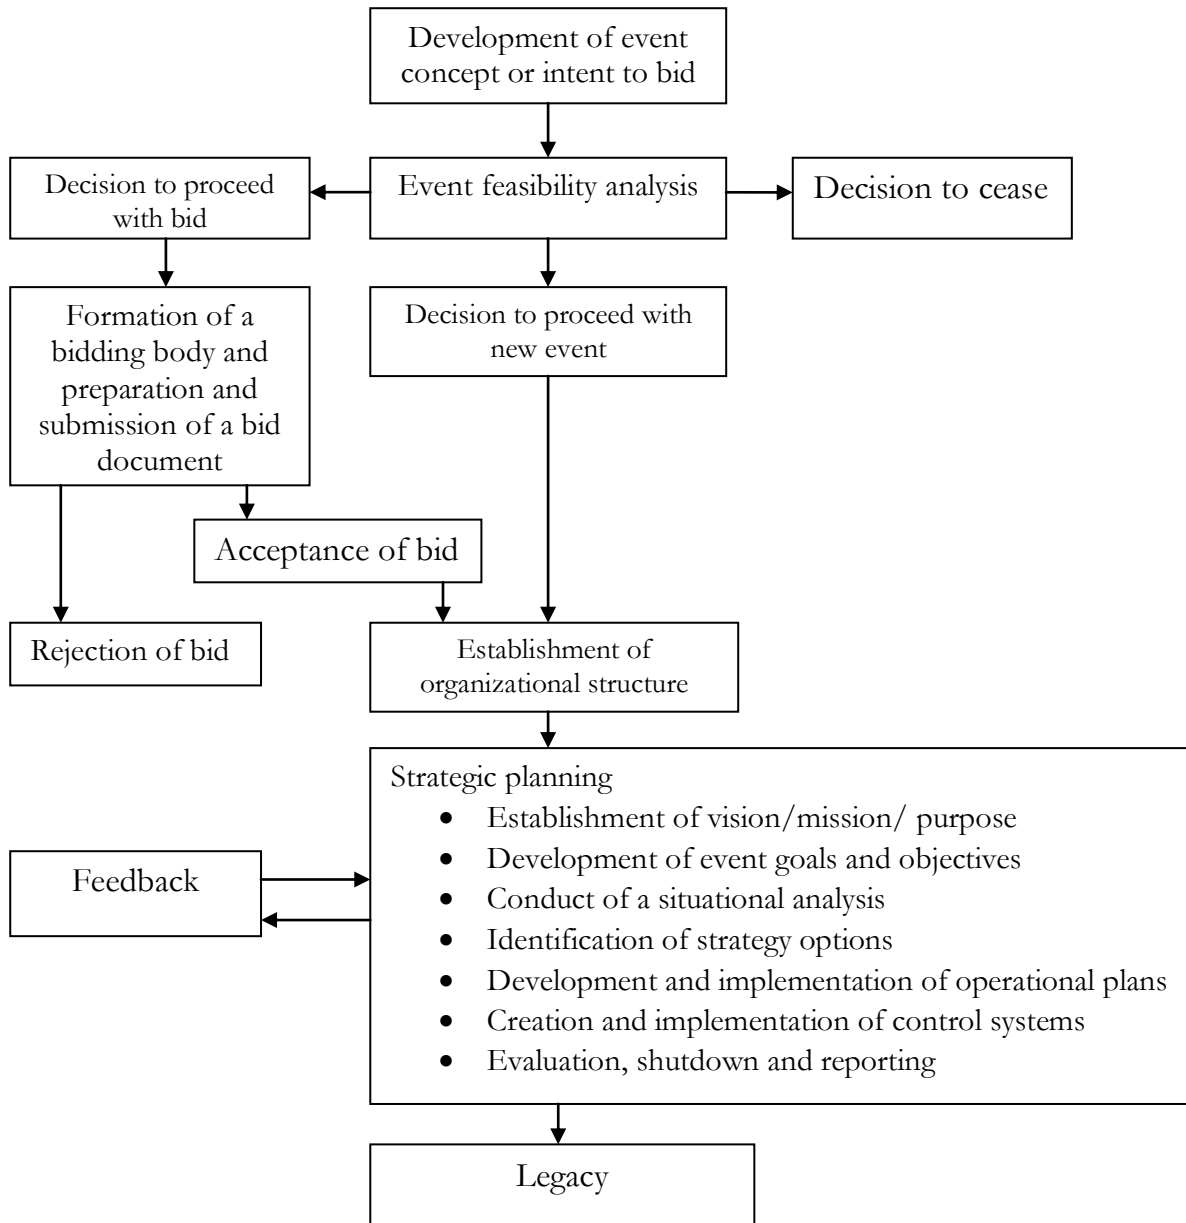 Development of event
concept or intent to bid
Decision to proceed
with bid
Event feasibility analysis
Decision to cease
Formation of a
bidding body and
preparation and
submission of a bid
document
Decision to proceed with
new event
Acceptance of bid
Rejection of bid
Establishment of
organizational structure
Strategic planning
• Establishment of vision/mission/ purpose
• Development of event goals and objectives
• Conduct of a situational analysis
• Identification of strategy options
• Development and implementation of operational plans
• Creation and implementation of control systems
• Evaluation, shutdown and reporting
Feedback
Legacy